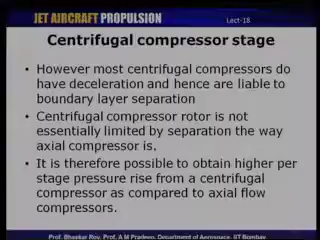 JET AIRCRAFT PROPULSION
Lect-18
Centrifugal compressor stage
• However most centrifugal compressors do
have deceleration and hence are liable to
boundary layer separation
• Centrifugal compressor rotor is not
essentially limited by separation the way
axial compressor is.
• It is therefore possible to obtain higher per
stage pressure rise from a centrifugal
compressor as compared to axial flow
compressors.
Prof. Bhaskar Roy, Prof. A M Pradeep, Department of Aerospace, IIT Bombay